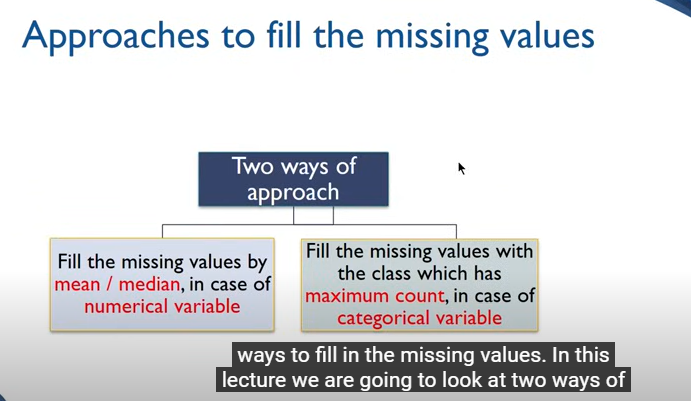 Approaches to fill the missing values
Two ways of
approach
Fill the missing values by
mean / median, in case of
numerical variable
Fill the missing values with
the class which has
maximum count, in case of
categorical variable
ways to fill in the missing values. In this
lecture we are going to look at two ways of